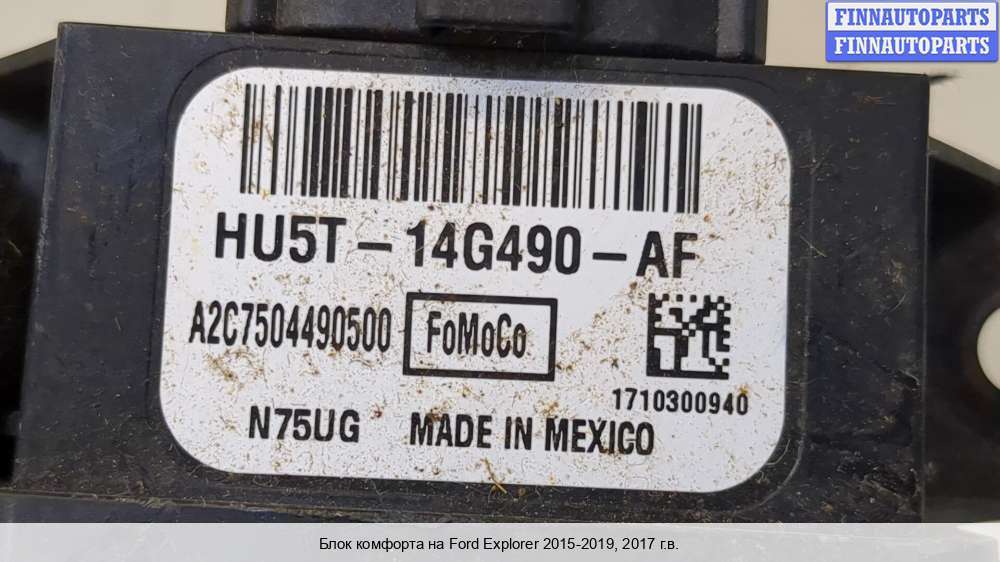 FINNAUTOPARTS
FINNAUTOPARTS
HU5T-14G490-AF
A2C7504490500 FoMoCo
1710300940
N75UG MADE IN MEXICO
Блок комфорта на Ford Explorer 2015-2019, 2017 г.в.